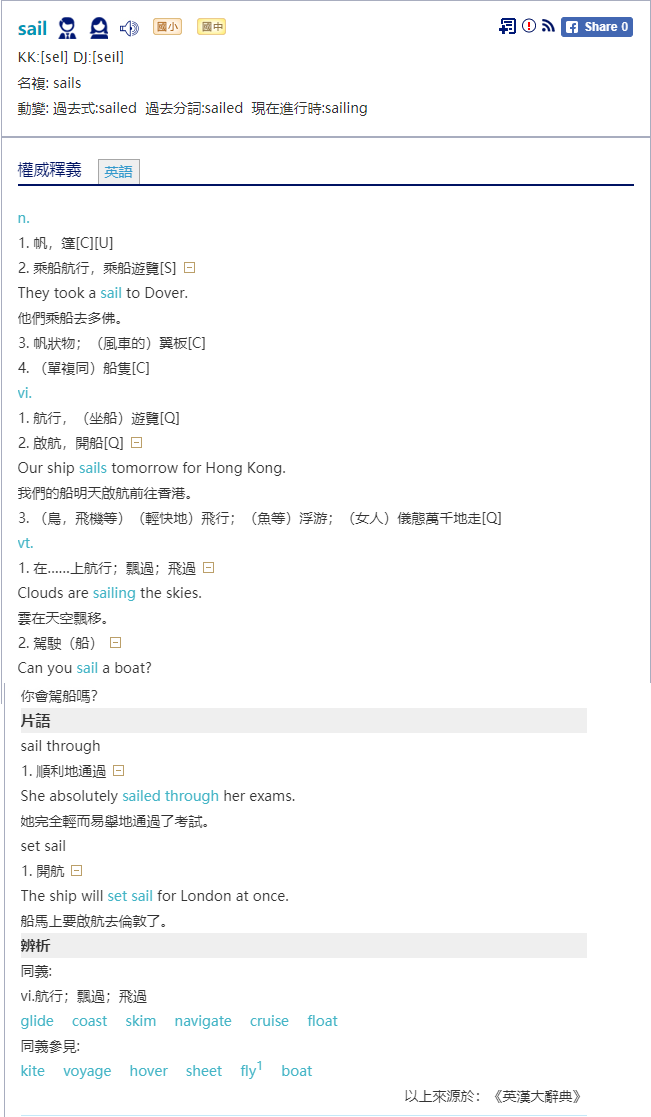 sail 國小 國中 Share 0
KK:[sel] DJ:[seil]
名複: sails
動變: 過去式:sailed 過去分詞:sailed 現在進行時:sailing
權威釋義 英語
n.
1. 帆，篷[C][U]
2. 乘船航行，乘船遊覽[S]
They took a sail to Dover.
他們乘船去多佛。
3. 帆狀物；（風車的）翼板[C]
4. （單複同）船隻[C]
vi.
1. 航行，（坐船）遊覽[Q]
2. 啟航，開船[Q]
Our ship sails tomorrow for Hong Kong.
我們的船明天啟航前往香港。
3. （鳥，飛機等）（輕快地）飛行；（魚等）浮游；（女人）儀態萬千地走[Q]
vt.
1. 在……上航行；飄過；飛過
Clouds are sailing the skies.
雲在天空飄移。
2. 駕駛（船）
Can you sail a boat?
你會駕船嗎?
片語
sail through
1. 順利地通過
She absolutely sailed through her exams.
她完全輕而易舉地通過了考試。
set sail
1. 開航
The ship will set sail for London at once.
船馬上要啟航去倫敦了。
辨析
同義:
vi.航行；飄過；飛過
glide coast skim navigate cruise float
同義參見:
kite voyage hover sheet fly1 boat
以上來源於：《英漢大辭典》